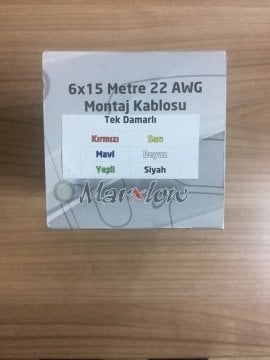 6x15 Metre 22 AWG
Montaj Kablosu
Tek Damarlı
Kırmızı Sarı
Mavi Beyaz
Yeşil Siyah
Marxlow